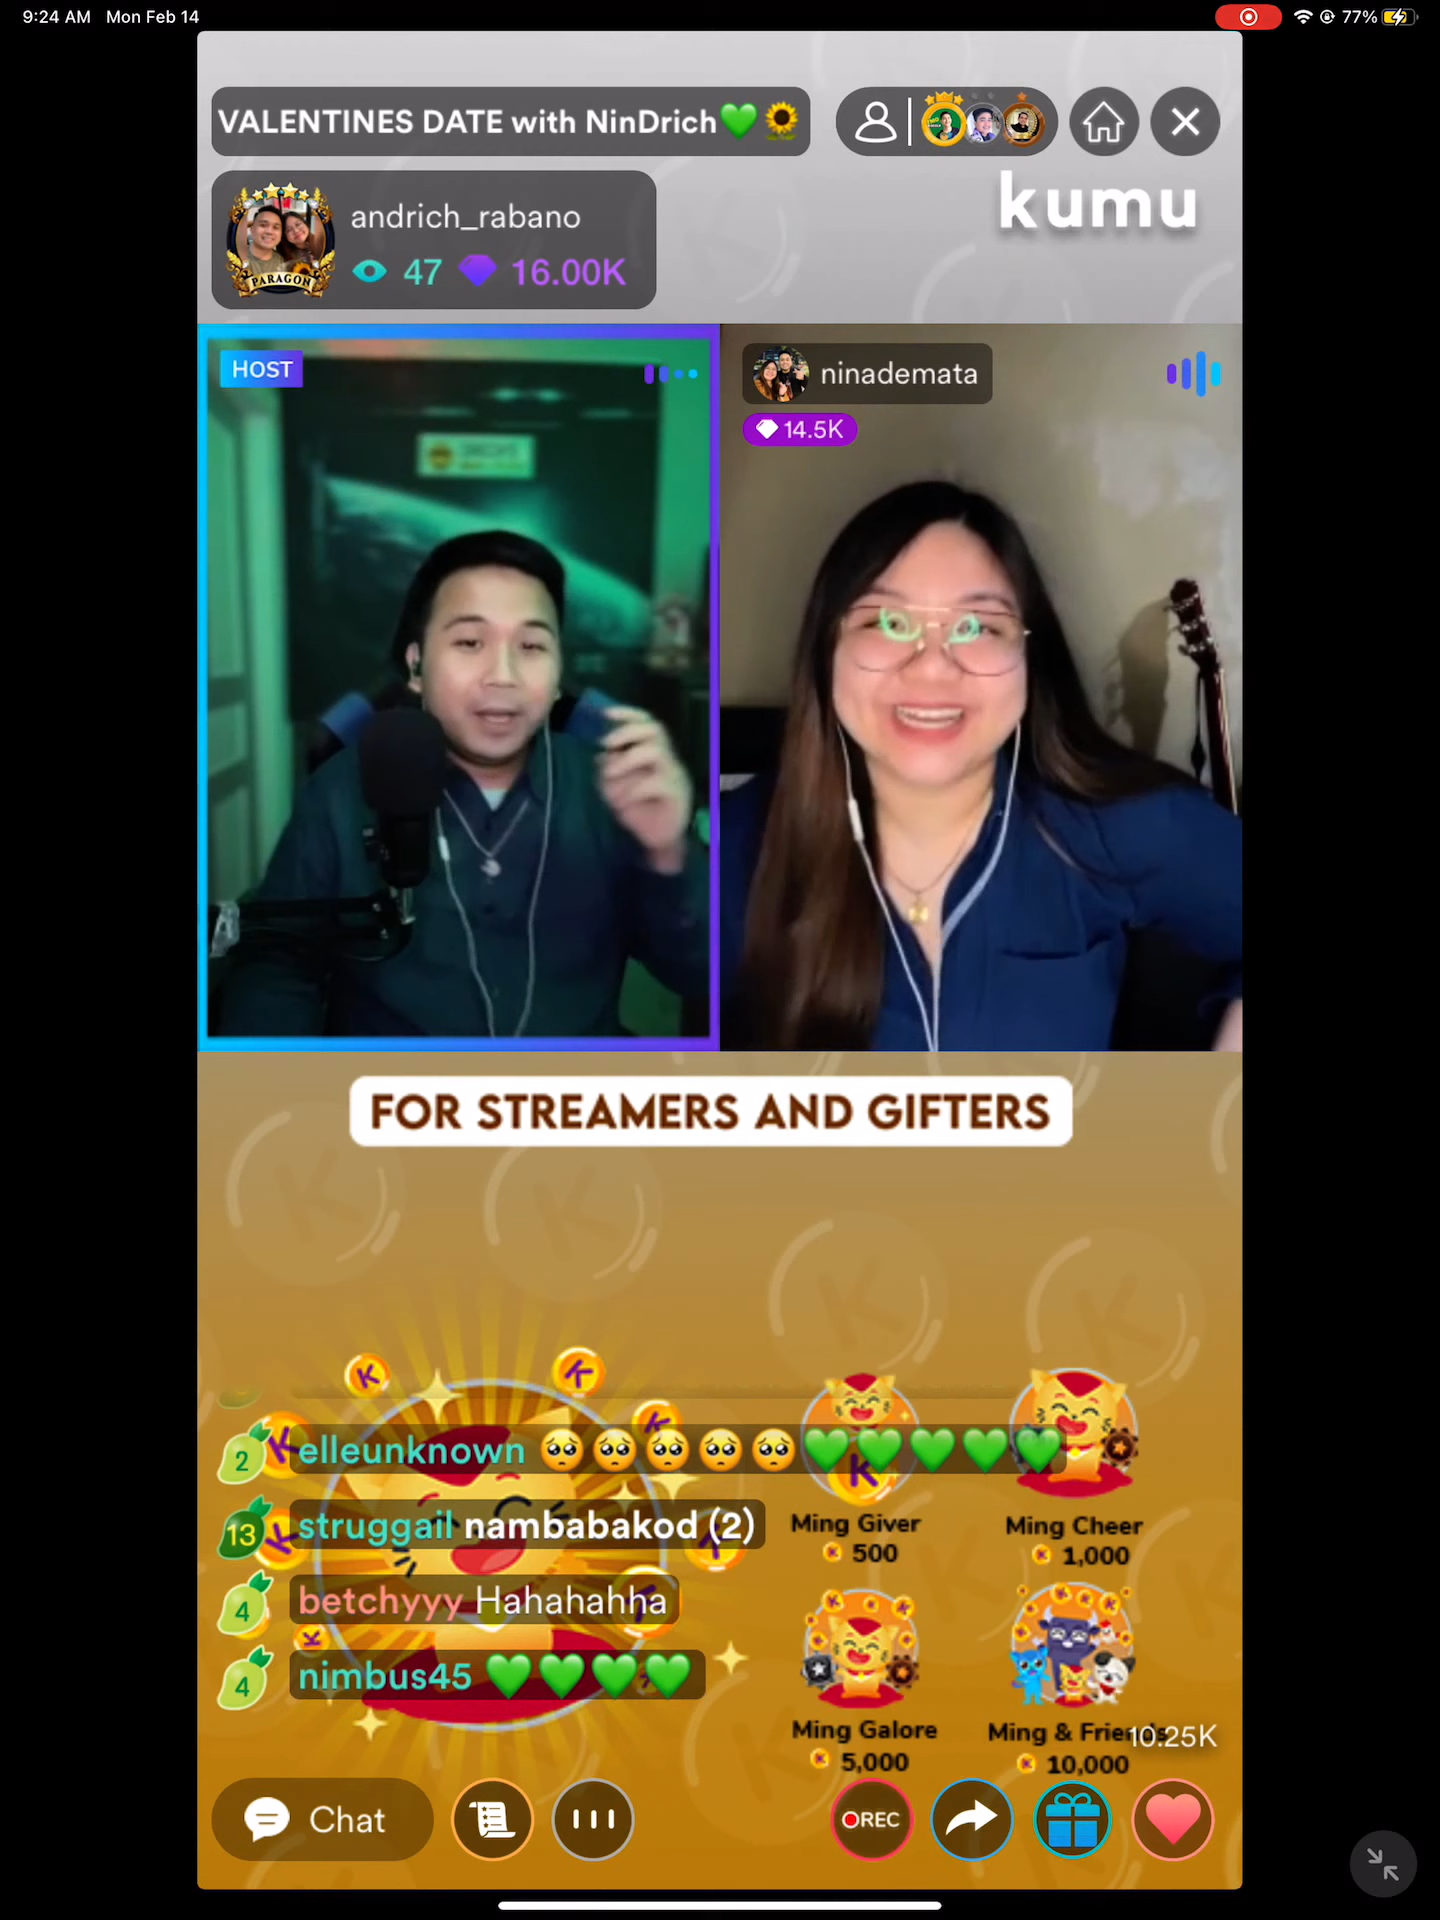 9:24 AM Mon Feb 14
77%
VALENTINES DATE with NinDrich💚🌻
kumu
andrich_rabano
47 16.00K
PARAGON
HOST
ninademata
14.5K
FOR STREAMERS AND GIFTERS
2 elleunknown 🥺🥺🥺🥺🥺💚💚💚💚💚
13 struggail nambabakod (2)
4 betchyyy Hahahahha
4 nimbus45 💚💚💚💚
Ming Giver
500
Ming Cheer
1,000
Ming Galore
5,000
Ming & Friends
10,000
10.25K
Chat
REC